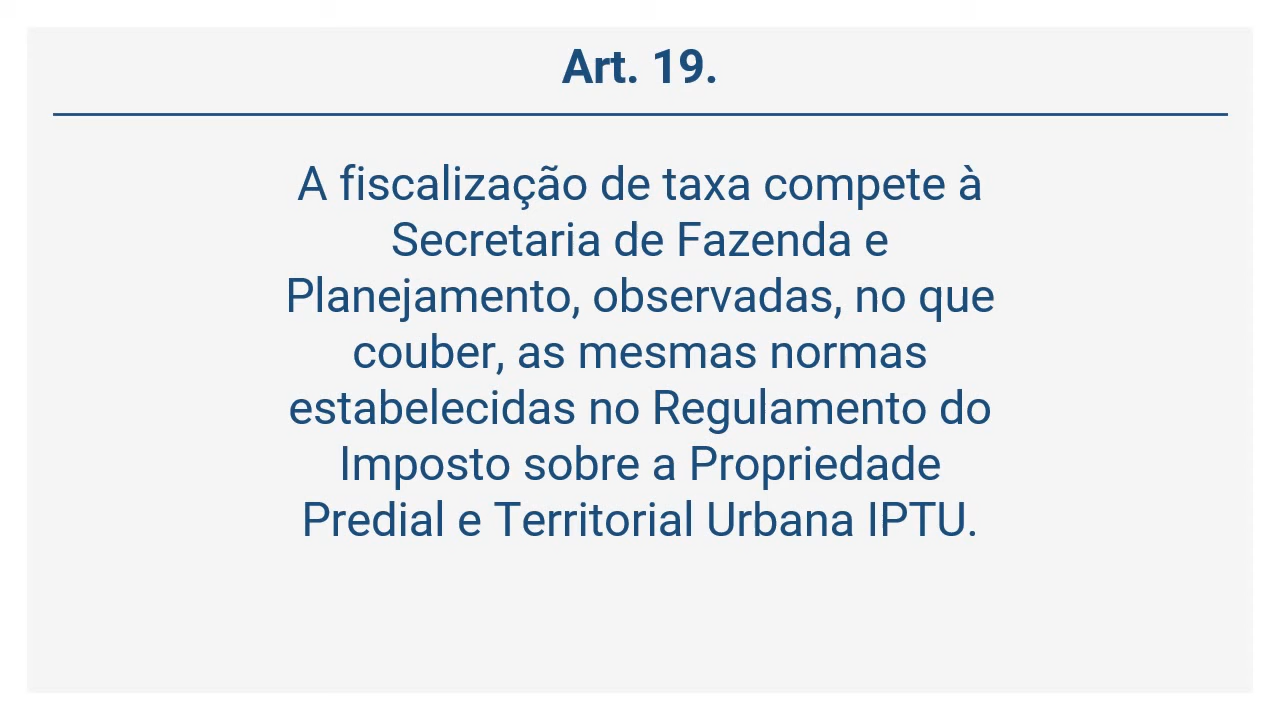 Art. 19.
A fiscalização de taxa compete à
Secretaria de Fazenda e
Planejamento, observadas, no que
couber, as mesmas normas
estabelecidas no Regulamento do
Imposto sobre a Propriedade
Predial e Territorial Urbana IPTU.